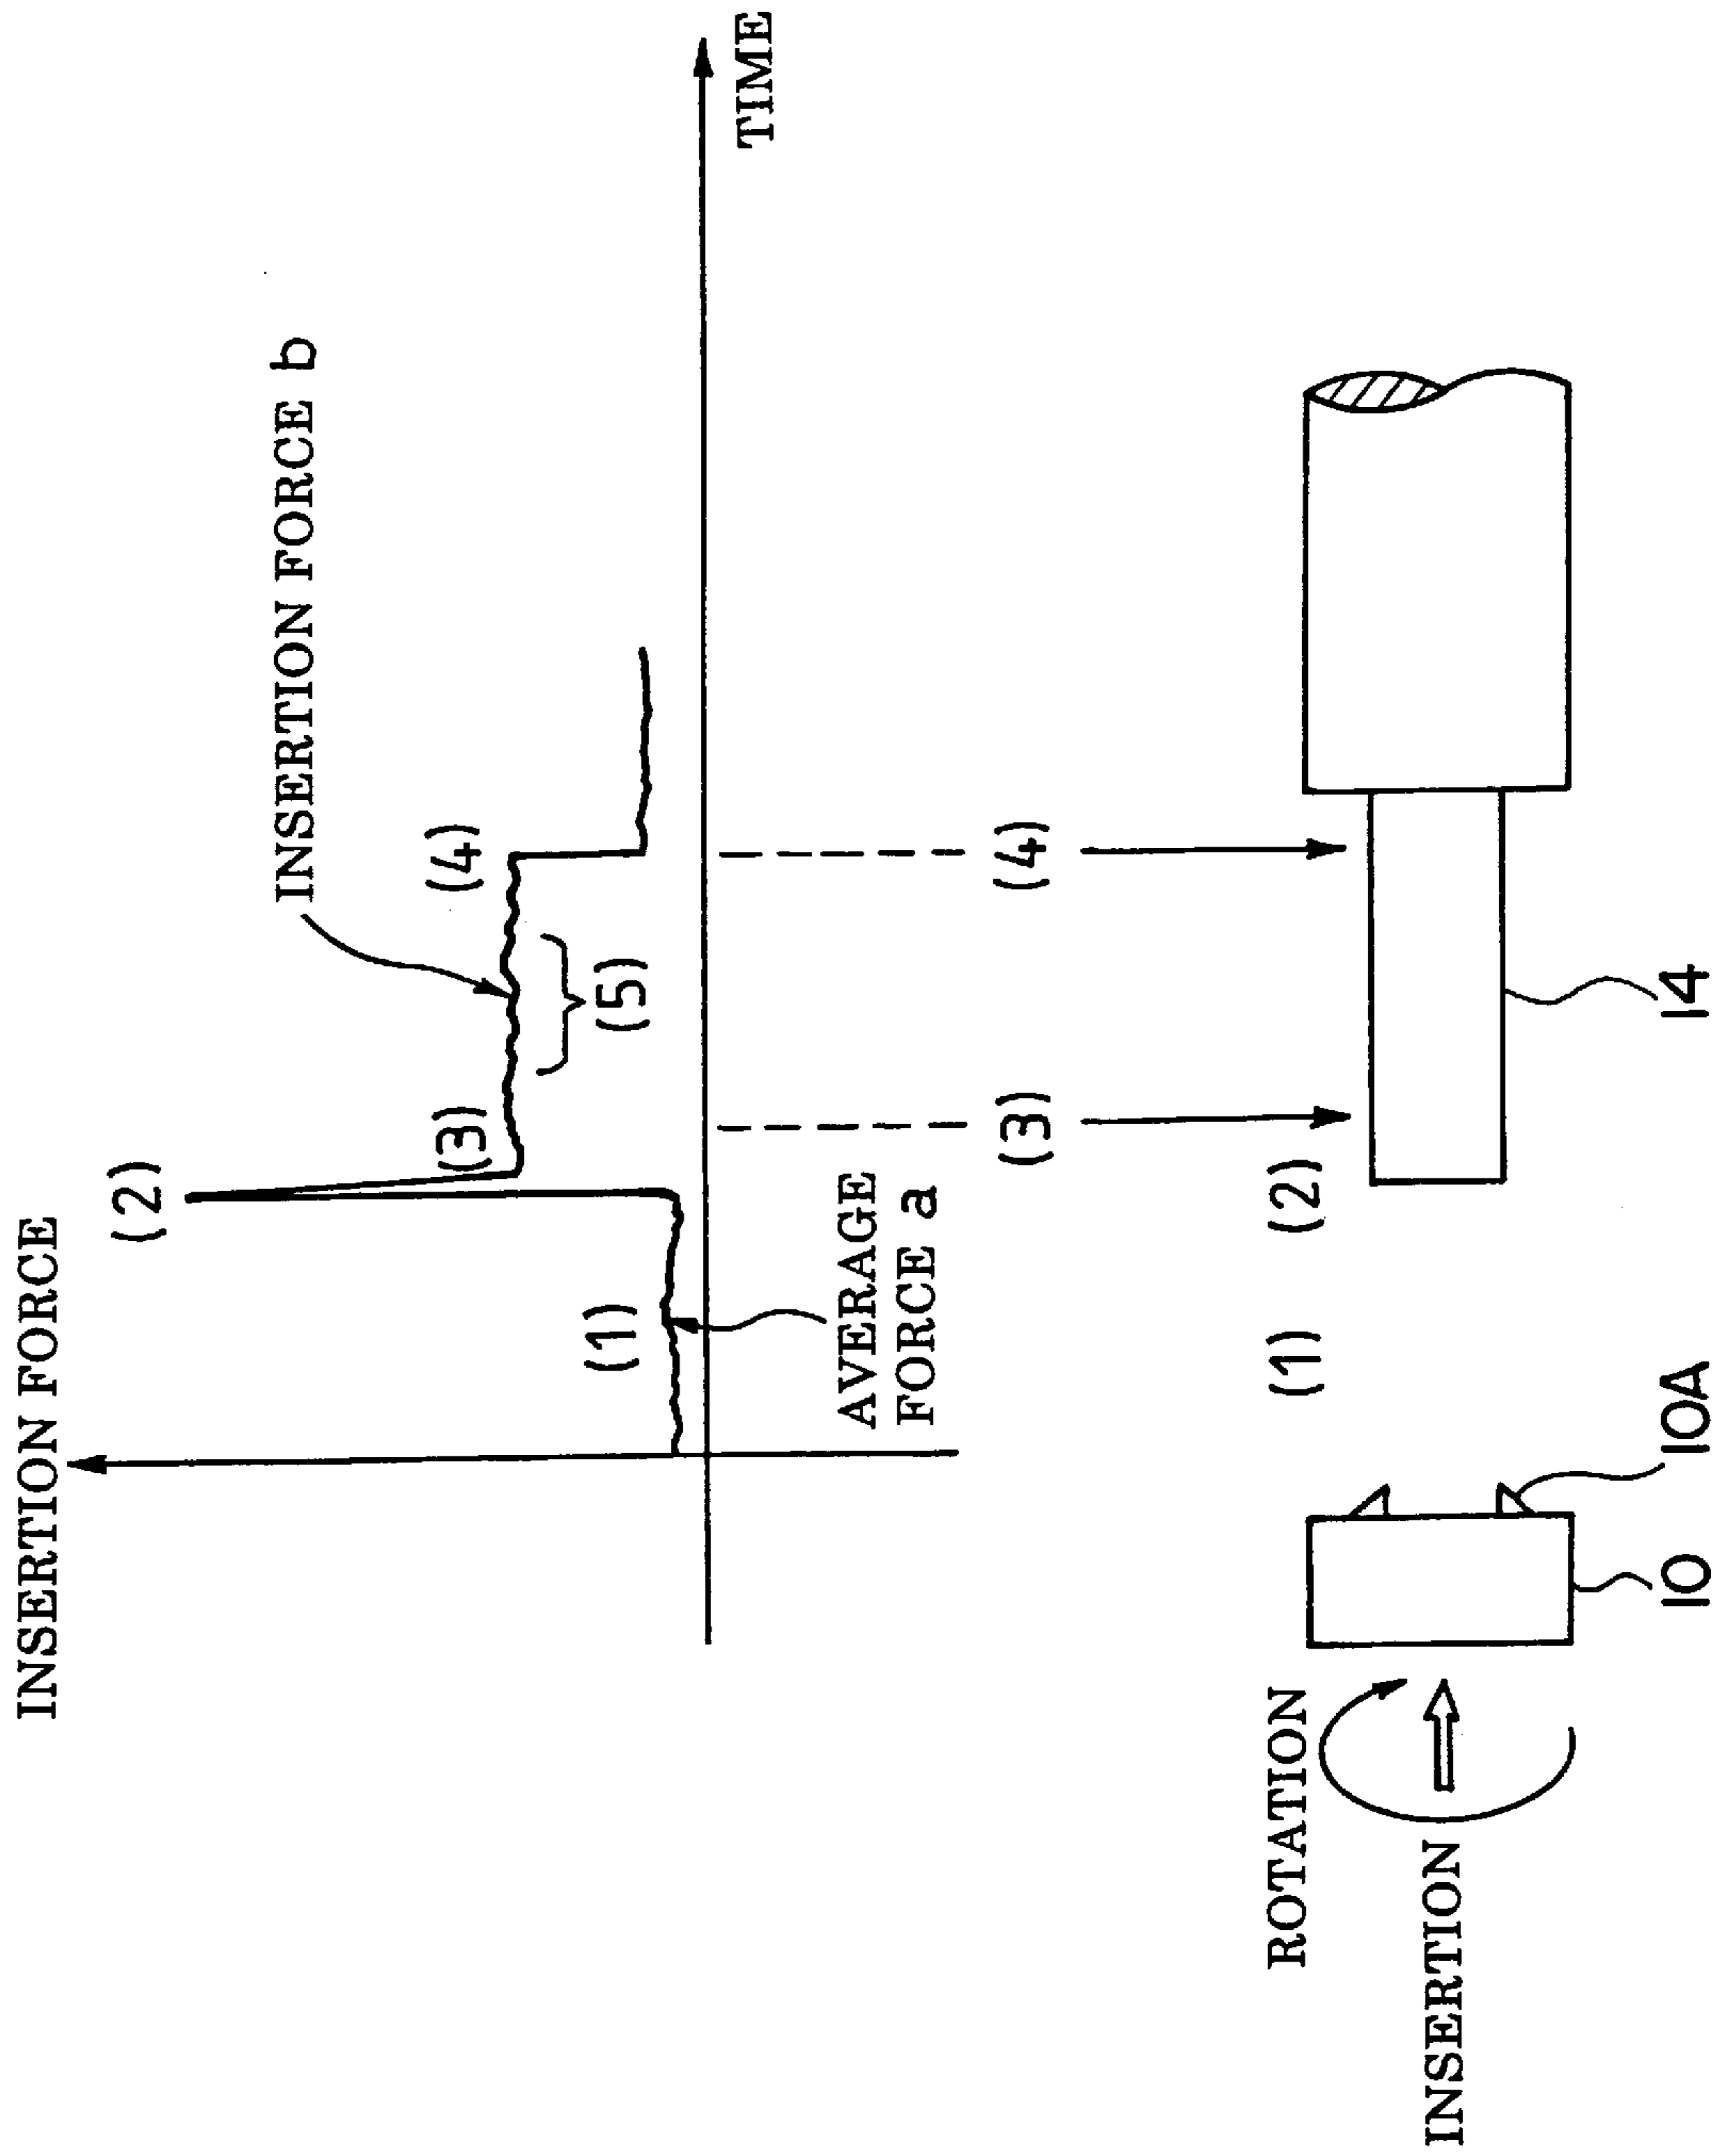 INSERTION FORCE
(2)
INSERTION FORCE b
(3)
(4)
(1)
(5)
TIME
AVERAGE
FORCE a
(3)
(4)
ROTATION
(1)
(2)
INSERTION
10
10A
14